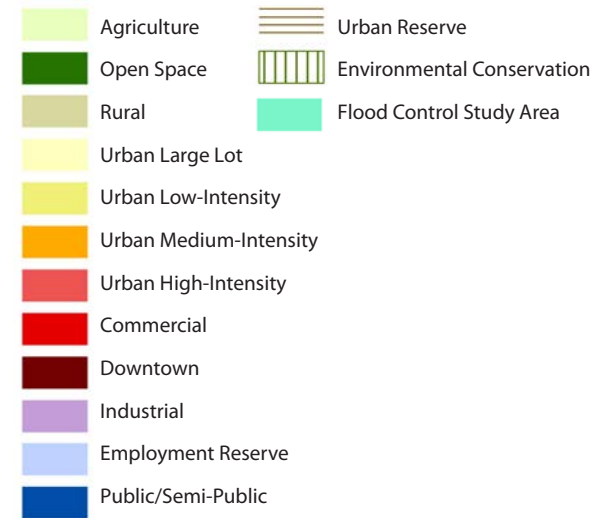 Agriculture
Open Space
Rural
Urban Large Lot
Urban Low-Intensity
Urban Medium-Intensity
Urban High-Intensity
Commercial
Downtown
Industrial
Employment Reserve
Public/Semi-Public
Urban Reserve
Environmental Conservation
Flood Control Study Area